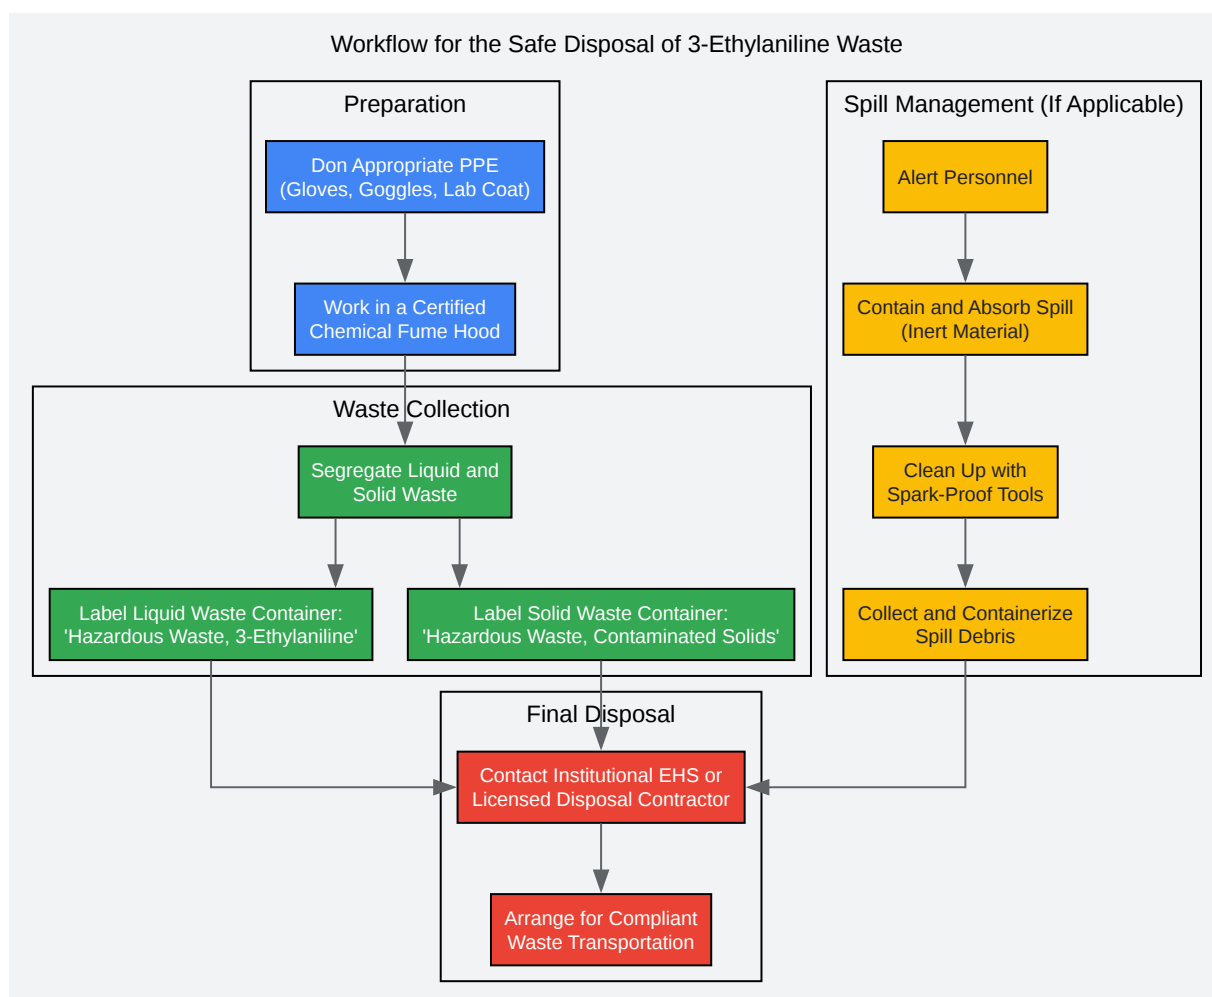 Workflow for the Safe Disposal of 3-Ethylaniline Waste
Preparation
Don Appropriate PPE
(Gloves, Goggles, Lab Coat)
Work in a Certified
Chemical Fume Hood
Waste Collection
Segregate Liquid and
Solid Waste
Label Liquid Waste Container:
'Hazardous Waste, 3-Ethylaniline'
Label Solid Waste Container:
'Hazardous Waste, Contaminated Solids'
Spill Management (If Applicable)
Alert Personnel
Contain and Absorb Spill
(Inert Material)
Clean Up with
Spark-Proof Tools
Collect and Containerize
Spill Debris
Final Disposal
Contact Institutional EHS or
Licensed Disposal Contractor
Arrange for Compliant
Waste Transportation